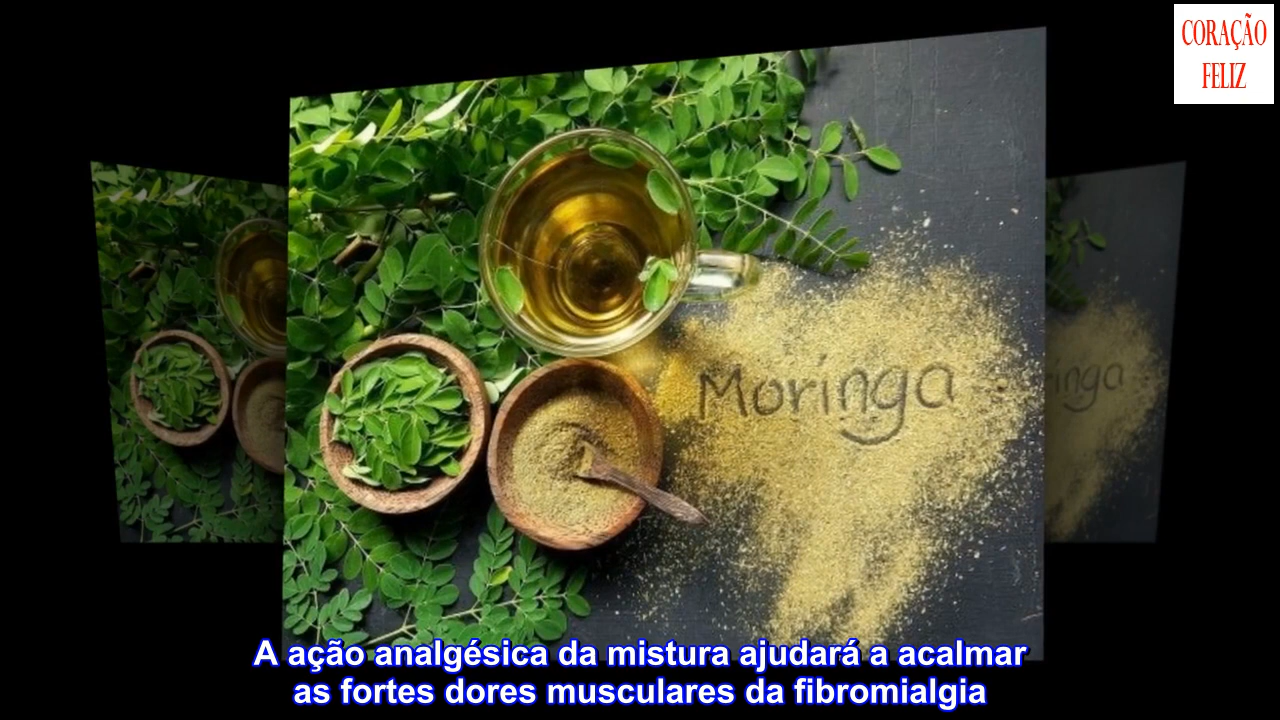 CORAÇÃO
FELIZ
Moringa
ringa
A ação analgésica da mistura ajudará a acalmar
as fortes dores musculares da fibromialgia